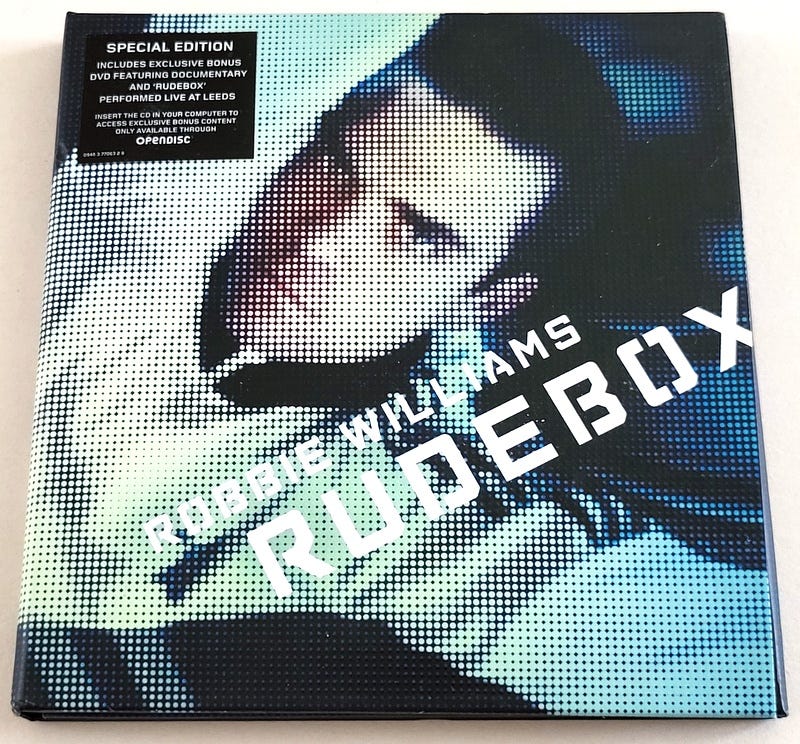 SPECIAL EDITION
INCLUDES EXCLUSIVE BONUS
DVD FEATURING DOCUMENTARY
AND 'RUDEBOX'
PERFORMED LIVE AT LEEDS
INSERT THE CD IN YOUR COMPUTER TO
ACCESS EXCLUSIVE BONUS CONTENT
ONLY AVAILABLE THROUGH
OPENDISC
ROBBIE WILLIAMS
RUDEBOX